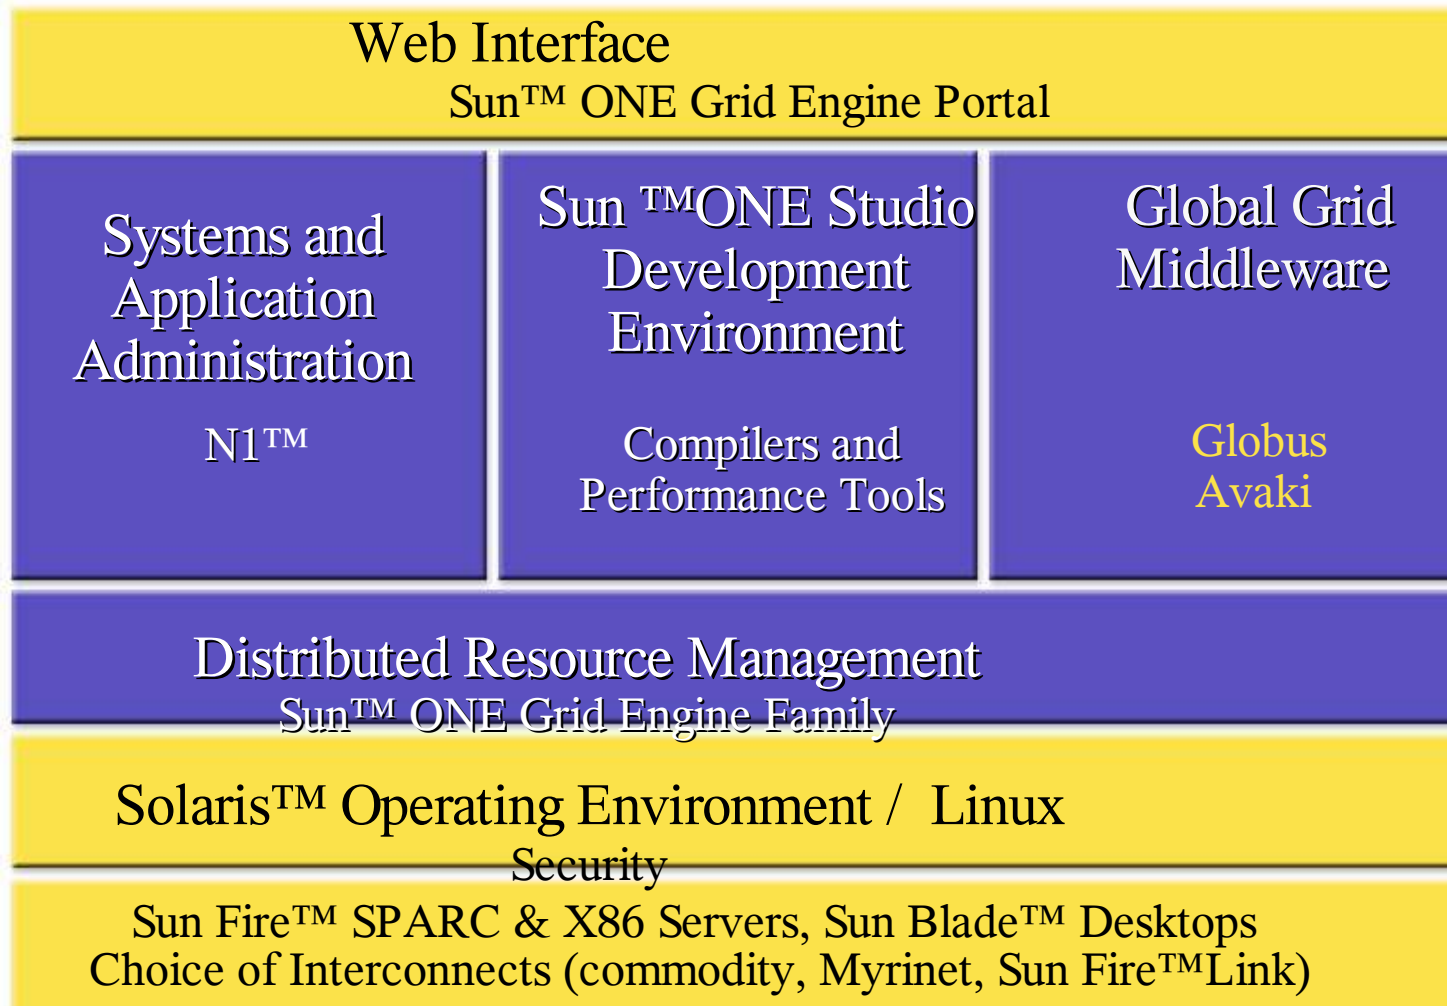 Web Interface
Sun™ ONE Grid Engine Portal
Systems and
Application
Administration
N1™
Sun ™ONE Studio
Development
Environment
Compilers and
Performance Tools
Global Grid
Middleware
Globus
Avaki
Distributed Resource Management
Sun™ ONE Grid Engine Family
Solaris™ Operating Environment / Linux
Security
Sun Fire™ SPARC & X86 Servers, Sun Blade™ Desktops
Choice of Interconnects (commodity, Myrinet, Sun Fire™Link)